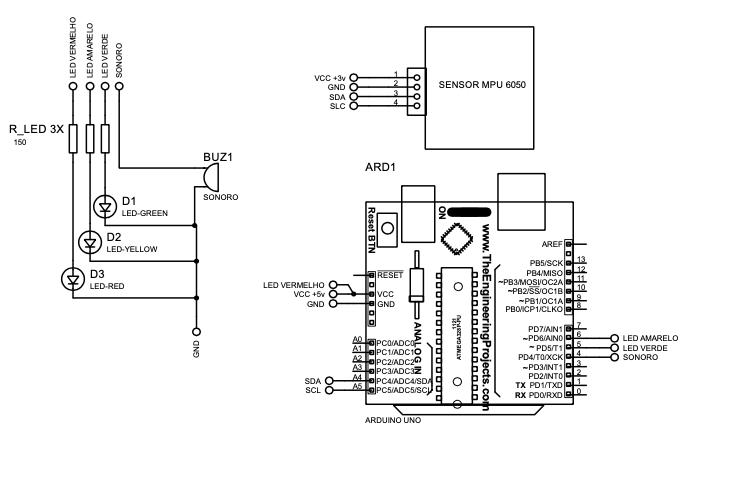 LED VERMELHO
LED AMARELO
LED VERDE
SONORO
R_LED 3X
150
BUZ1
SONORO
D1
LED-GREEN
D2
LED-YELLOW
D3
LED-RED
GND
VCC +3v
GND
SDA
SLC
1
2
3
4
SENSOR MPU 6050
ARD1
Reset BTN
ON
www.TheEngineeringProjects.com
1121
ANALOG IN
LED VERMELHO
VCC +5v
GND
RESET
VCC
GND
A0 PC0/ADC0
A1 PC1/ADC1
A2 PC2/ADC2
A3 PC3/ADC3
SDA A4 PC4/ADC4/SDA
SCL A5 PC5/ADC5/SCL
AREF
PB5/SCK 13
PB4/MISO 12
~PB3/MOSI/OC2A 11
~PB2/SS/OC1B 10
~PB1/OC1A 9
PB0/ICP1/CLKO 8
PD7/AIN1 7
~PD6/AIN0 6 LED AMARELO
~PD5/T1 5 LED VERDE
PD4/T0/XCK 4 SONORO
~PD3/INT1 3
PD2/INT0 2
TX PD1/TXD 1
RX PD0/RXD 0
ARDUINO UNO